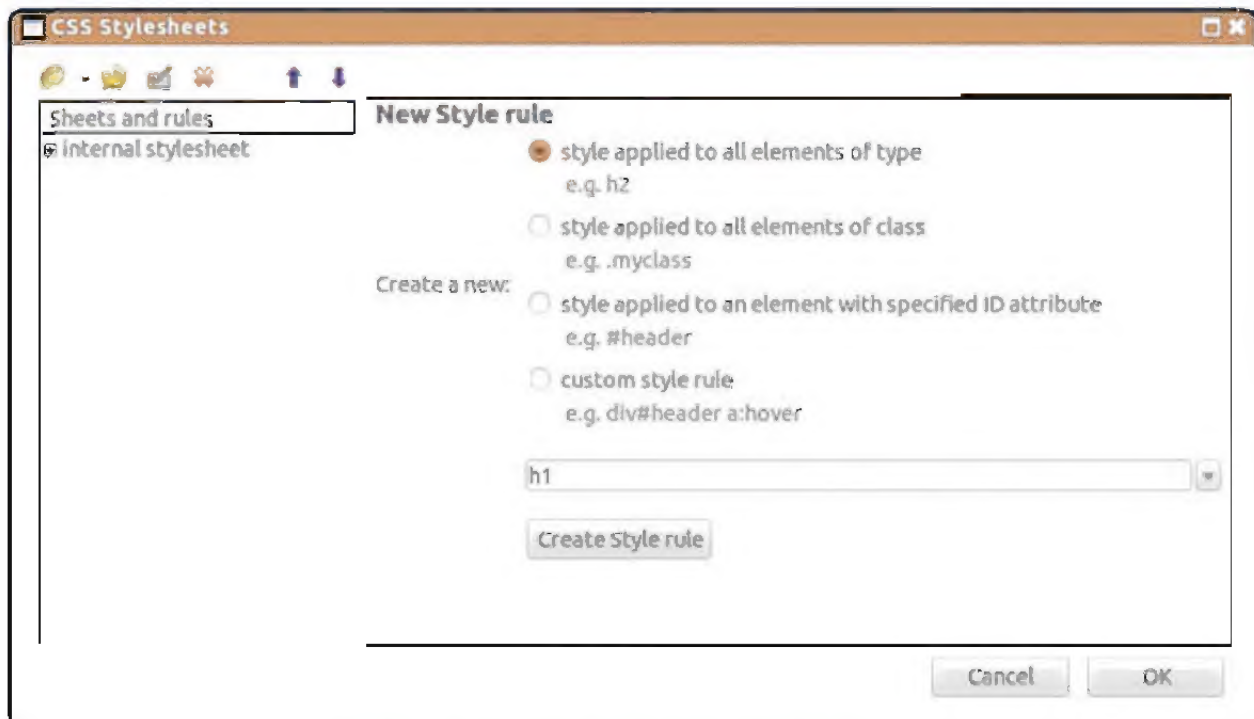 CSS Stylesheets
Sheets and rules
internal stylesheet
New Style rule
Create a new:
style applied to all elements of type
e.g. h2
style applied to all elements of class
e.g. .myclass
style applied to an element with specified ID attribute
e.g. #header
custom style rule
e.g. div#header a:hover
h1
Create Style rule
Cancel
OK